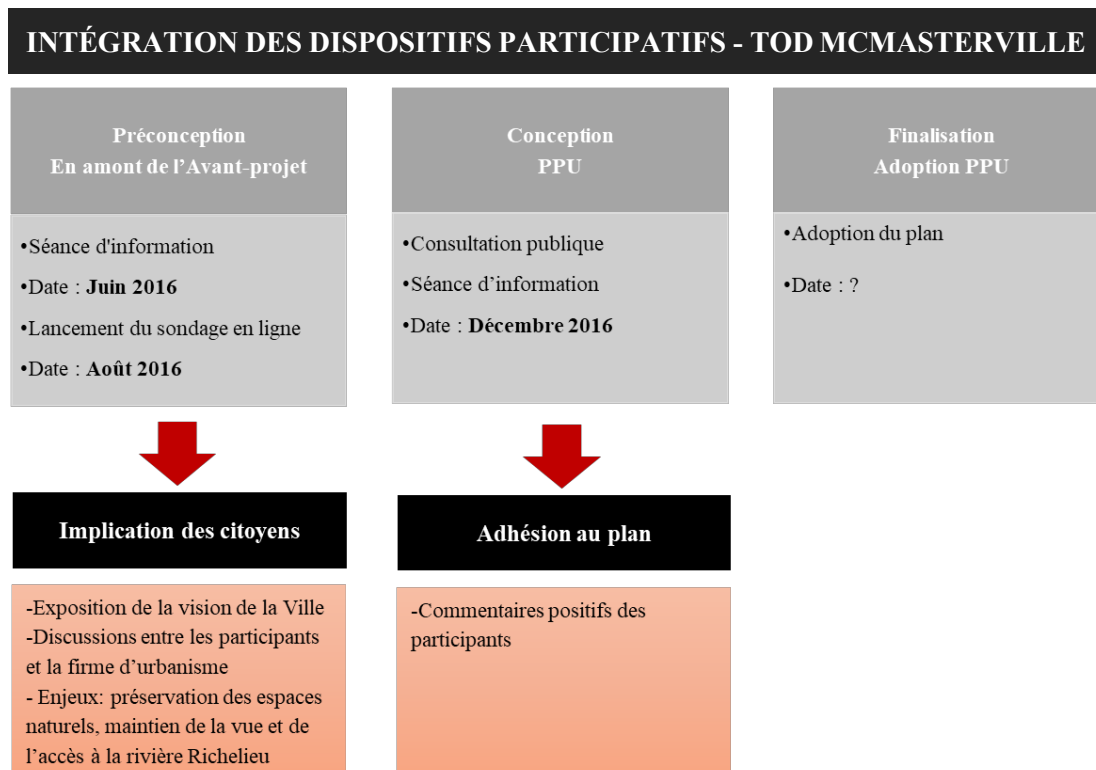 INTÉGRATION DES DISPOSITIFS PARTICIPATIFS - TOD MCMASTERVILLE
Préconception
En amont de l’Avant-projet
•Séance d'information
•Date : Juin 2016
•Lancement du sondage en ligne
•Date : Août 2016
Implication des citoyens
-Exposition de la vision de la Ville
-Discussions entre les participants
et la firme d’urbanisme
- Enjeux: préservation des espaces
naturels, maintien de la vue et de
l’accès à la rivière Richelieu
Conception
PPU
•Consultation publique
•Séance d’information
•Date : Décembre 2016
Adhésion au plan
-Commentaires positifs des
participants
Finalisation
Adoption PPU
•Adoption du plan
•Date : ?